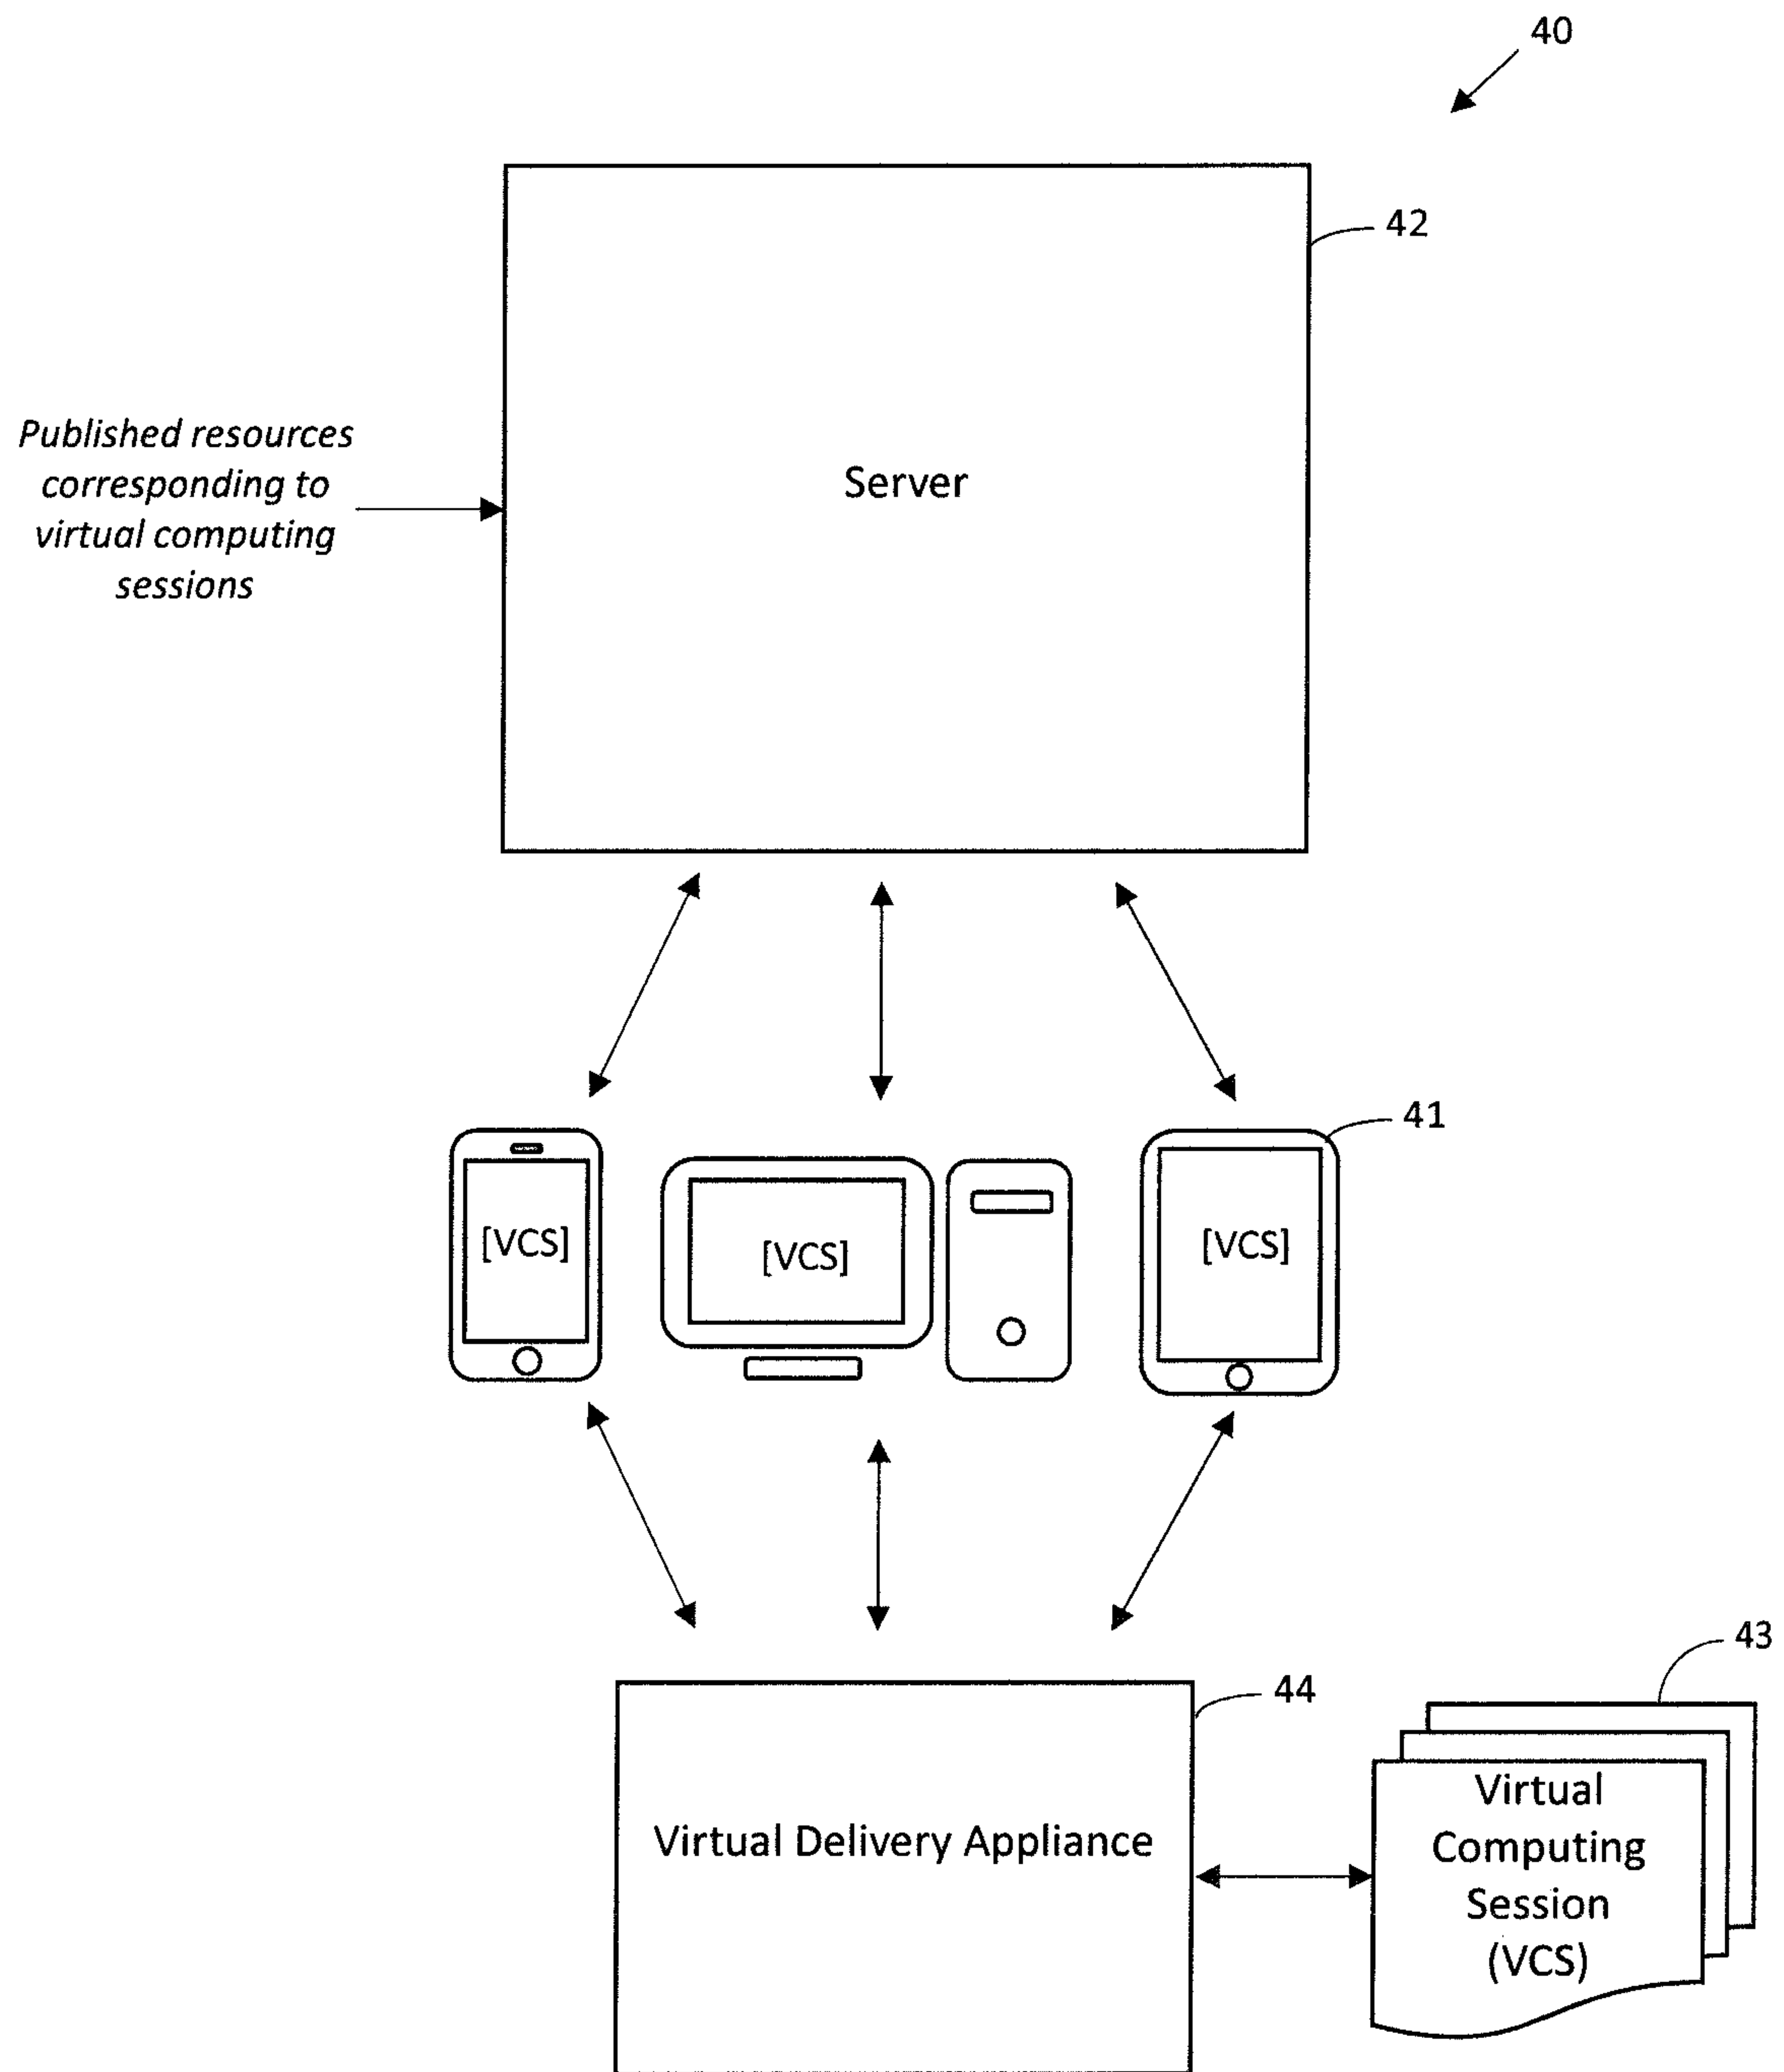 40
42
Published resources
corresponding to
virtual computing
sessions
Server
41
[VCS]
[VCS]
[VCS]
43
44
Virtual Delivery Appliance
Virtual
Computing
Session
(VCS)